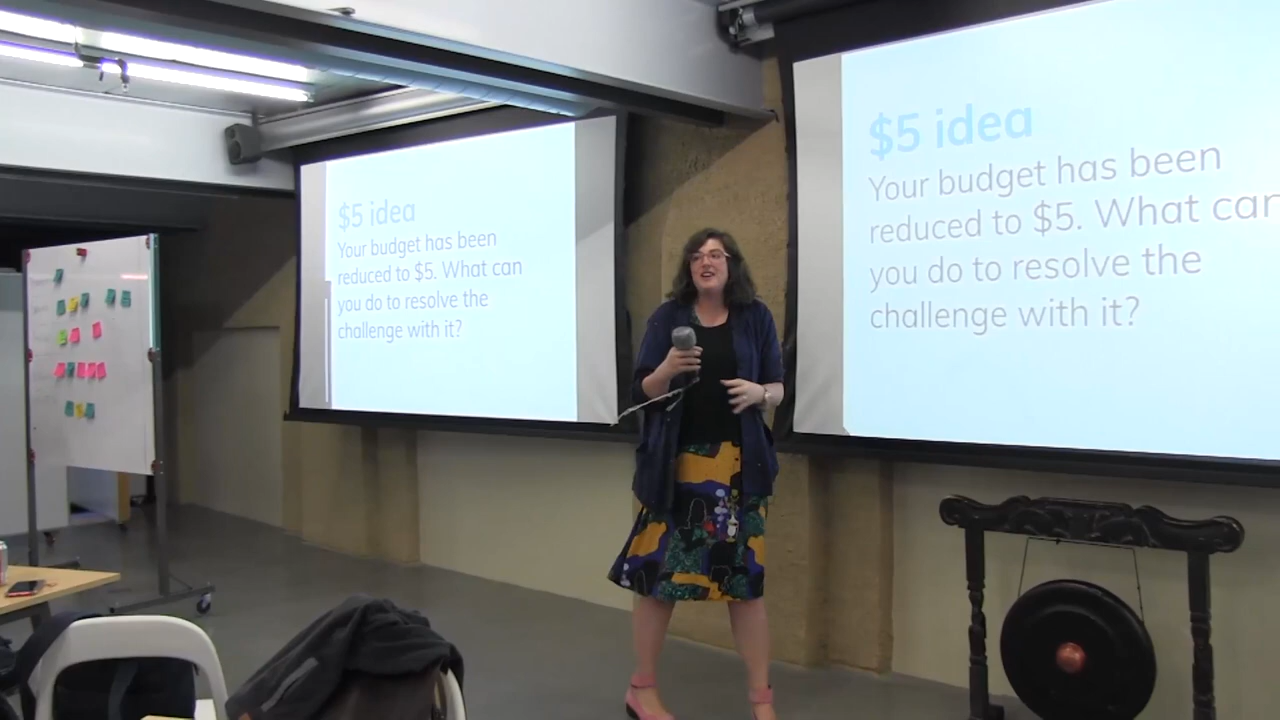 $5 idea
Your budget has been
reduced to $5. What can
you do to resolve the
challenge with it?
$5 idea
Your budget has been
reduced to $5. What can
you do to resolve the
challenge with it?